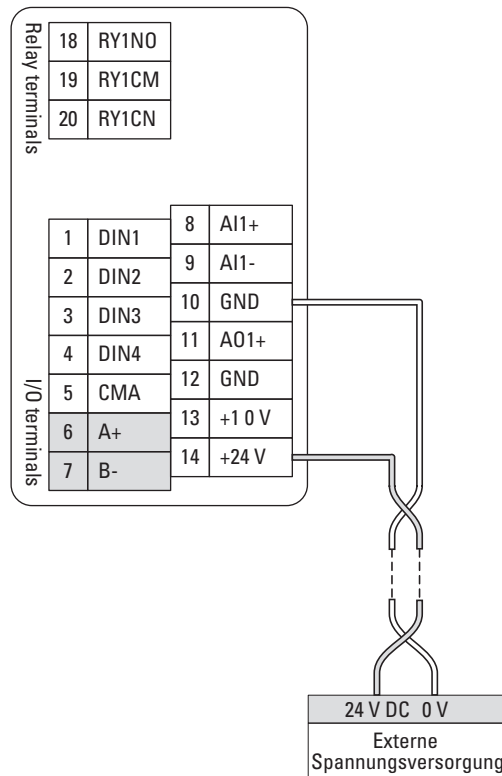 Relay terminals
18 RY1NO
19 RY1CM
20 RY1CN
I/O terminals
1 DIN1
2 DIN2
3 DIN3
4 DIN4
5 CMA
6 A+
7 B-
8 AI1+
9 AI1-
10 GND
11 AO1+
12 GND
13 +1 0 V
14 +24 V
24 V DC 0 V
Externe
Spannungsversorgung